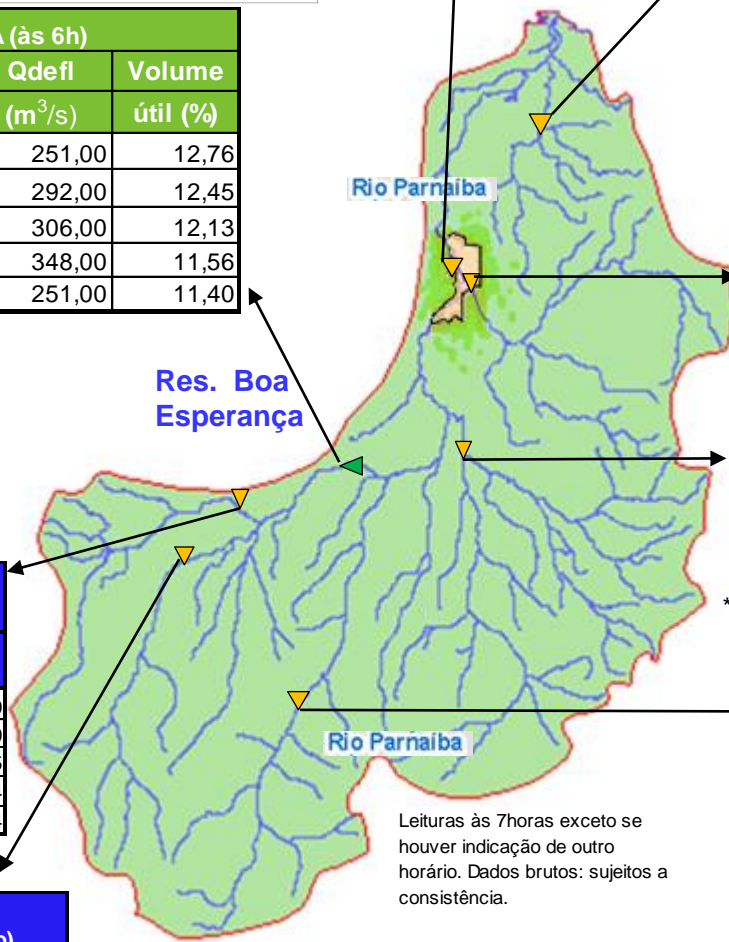 (às 6h)
Qdefl Volume
(m³/s) útil (%)
251,00 12,76
292,00 12,45
306,00 12,13
348,00 11,56
251,00 11,40
Rio Parnaíba
Res. Boa
Esperança
*
Rio Parnaíba
Leituras às 7horas exceto se
houver indicação de outro
horário. Dados brutos: sujeitos a
consistência.